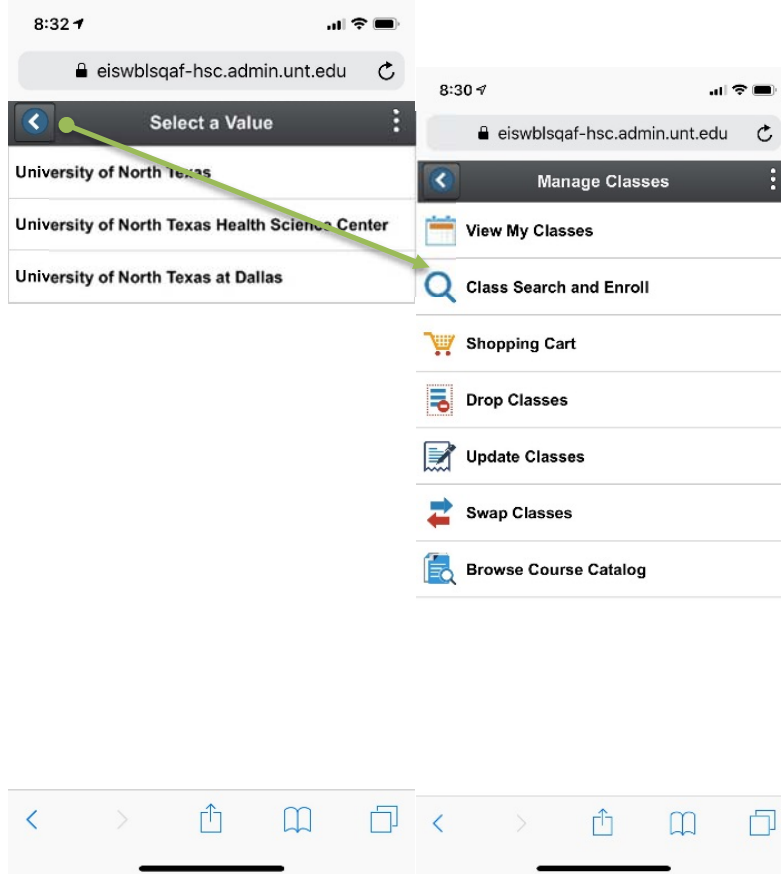 8:32
eiswblsqaf-hsc.admin.unt.edu
Select a Value
University of North Texas
University of North Texas Health Science Center
University of North Texas at Dallas
8:30
eiswblsqaf-hsc.admin.unt.edu
Manage Classes
View My Classes
Class Search and Enroll
Shopping Cart
Drop Classes
Update Classes
Swap Classes
Browse Course Catalog